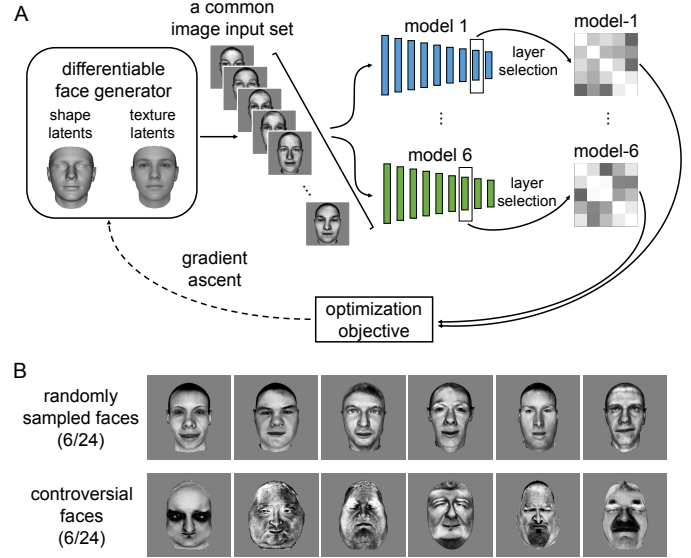 A
a common
image input set
differentiable
face generator
shape
latents
texture
latents
model 1
layer
selection
model-1
model 6
layer
selection
model-6
gradient
ascent
optimization
objective
B
randomly
sampled faces
(6/24)
controversial
faces
(6/24)